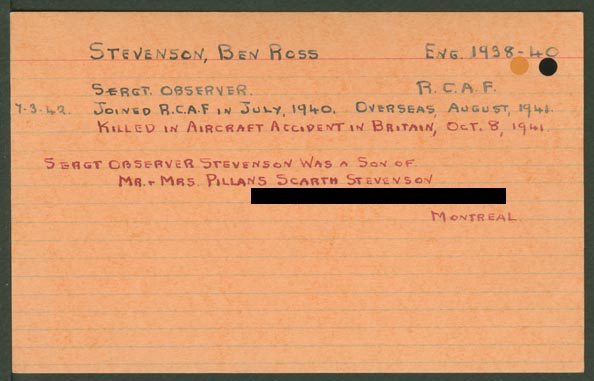 STEVENSON, BEN ROSS ENG. 1938-40
SERGT. OBSERVER. R.C.A.F.
7-3-42. JOINED R.C.A.F IN JULY, 1940. OVERSEAS, AUGUST, 1941.
KILLED IN AIRCRAFT ACCIDENT IN BRITAIN, OCT. 8, 1941.
SERGT OBSERVER STEVENSON WAS A SON OF
MR. + MRS. PILLANS SCARTH STEVENSON
MONTREAL.